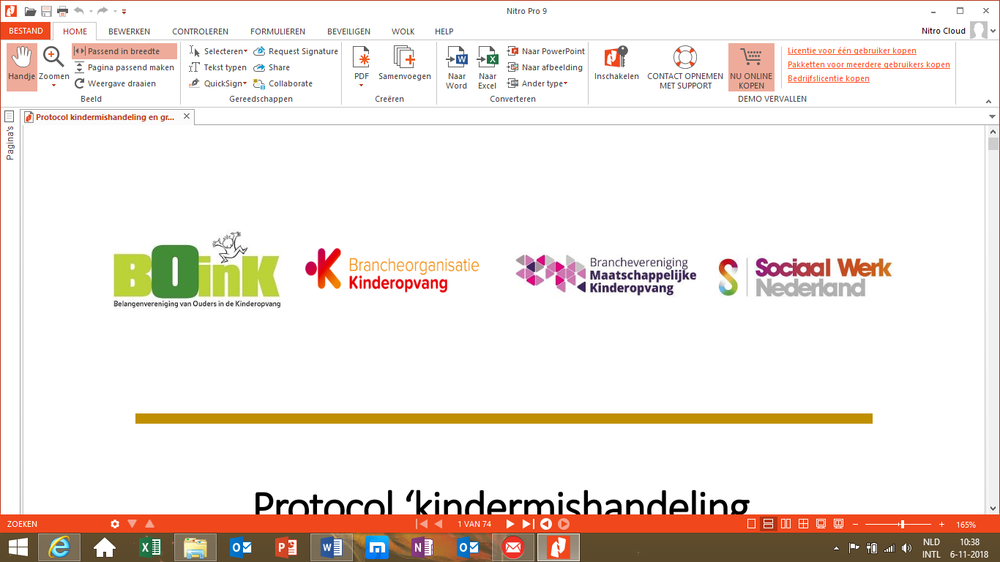 Nitro Pro 9
BESTAND HOME BEWERKEN CONTROLEREN FORMULIEREN BEVEILIGEN WOLK HELP Nitro Cloud
Handje
Zoomen
Passend in breedte
Pagina passend maken
Weergave draaien
Beeld
Selecteren
Tekst typen
QuickSign
Request Signature
Share
Collaborate
Gereedschappen
PDF
Samenvoegen
Creëren
Naar
Word
Naar
Excel
Naar PowerPoint
Naar afbeelding
Ander type
Converteren
Inschakelen
CONTACT OPNEMEN
MET SUPPORT
NU ONLINE
KOPEN
Licentie voor één gebruiker kopen
Pakketten voor meerdere gebruikers kopen
Bedrijfslicentie kopen
DEMO VERVALLEN
Pagina's
Protocol kindermishandeling en gr...
BOinK
Belangenvereniging van Ouders in de Kinderopvang
Brancheorganisatie
Kinderopvang
Branchevereniging
Maatschappelijke
Kinderopvang
Sociaal Werk
Nederland
Protocol ‘kindermishandeling
ZOEKEN 1 VAN 74 165%
NLD
INTL
10:38
6-11-2018